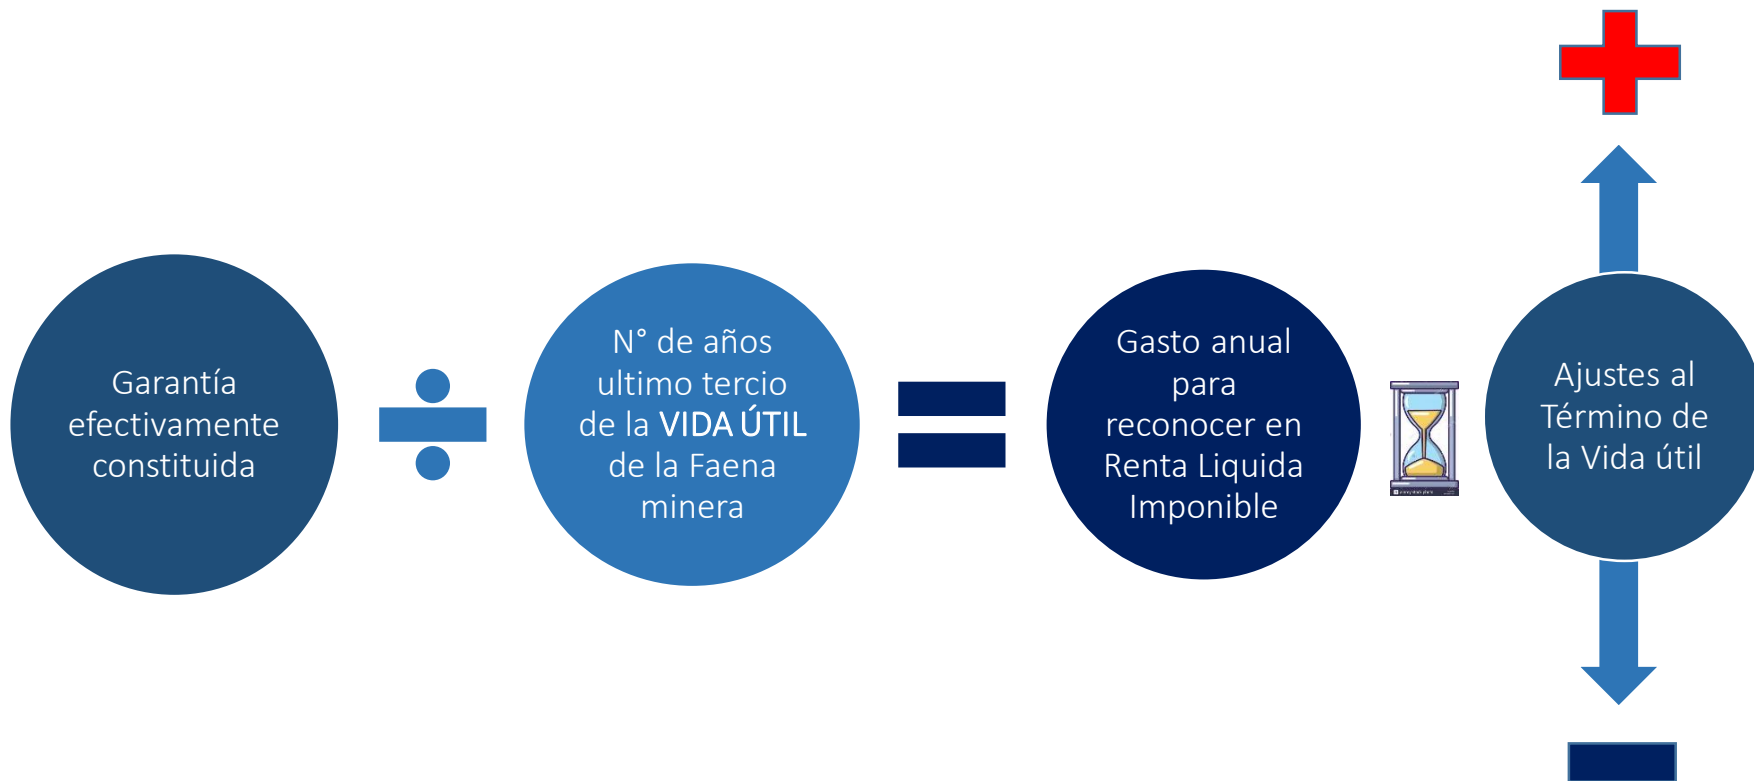 Garantía
efectivamente
constituida
N° de años
ultimo tercio
de la VIDA ÚTIL
de la Faena
minera
Gasto anual
para
reconocer en
Renta Liquida
Imponible
Ajustes al
Término de
la Vida útil